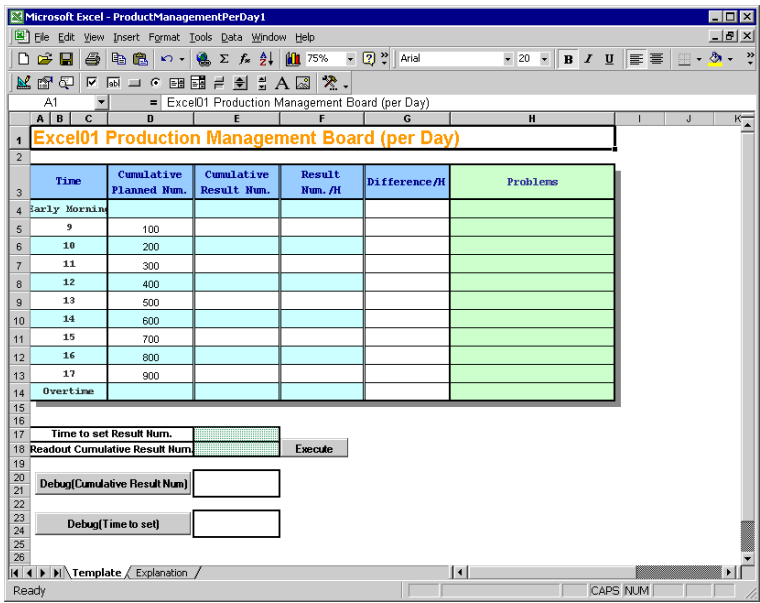 Microsoft Excel - ProductManagementPerDay1
File Edit View Insert Format Tools Data Window Help
75% Arial 20 B I U
A1 = Excel01 Production Management Board (per Day)
A B C D E F G H I J K
1 Excel01 Production Management Board (per Day)
2
3 Time Cumulative Planned Num. Cumulative Result Num. Result Num./H Difference/H Problems
4 Early Morning
5 9 100
6 10 200
7 11 300
8 12 400
9 13 500
10 14 600
11 15 700
12 16 800
13 17 900
14 Overtime
15
16
17 Time to set Result Num.
18 Readout Cumulative Result Num. Execute
19
20 Debug(Cumulative Result Num)
21
22
23 Debug(Time to set)
24
25
26
Template Explanation
Ready CAPS NUM